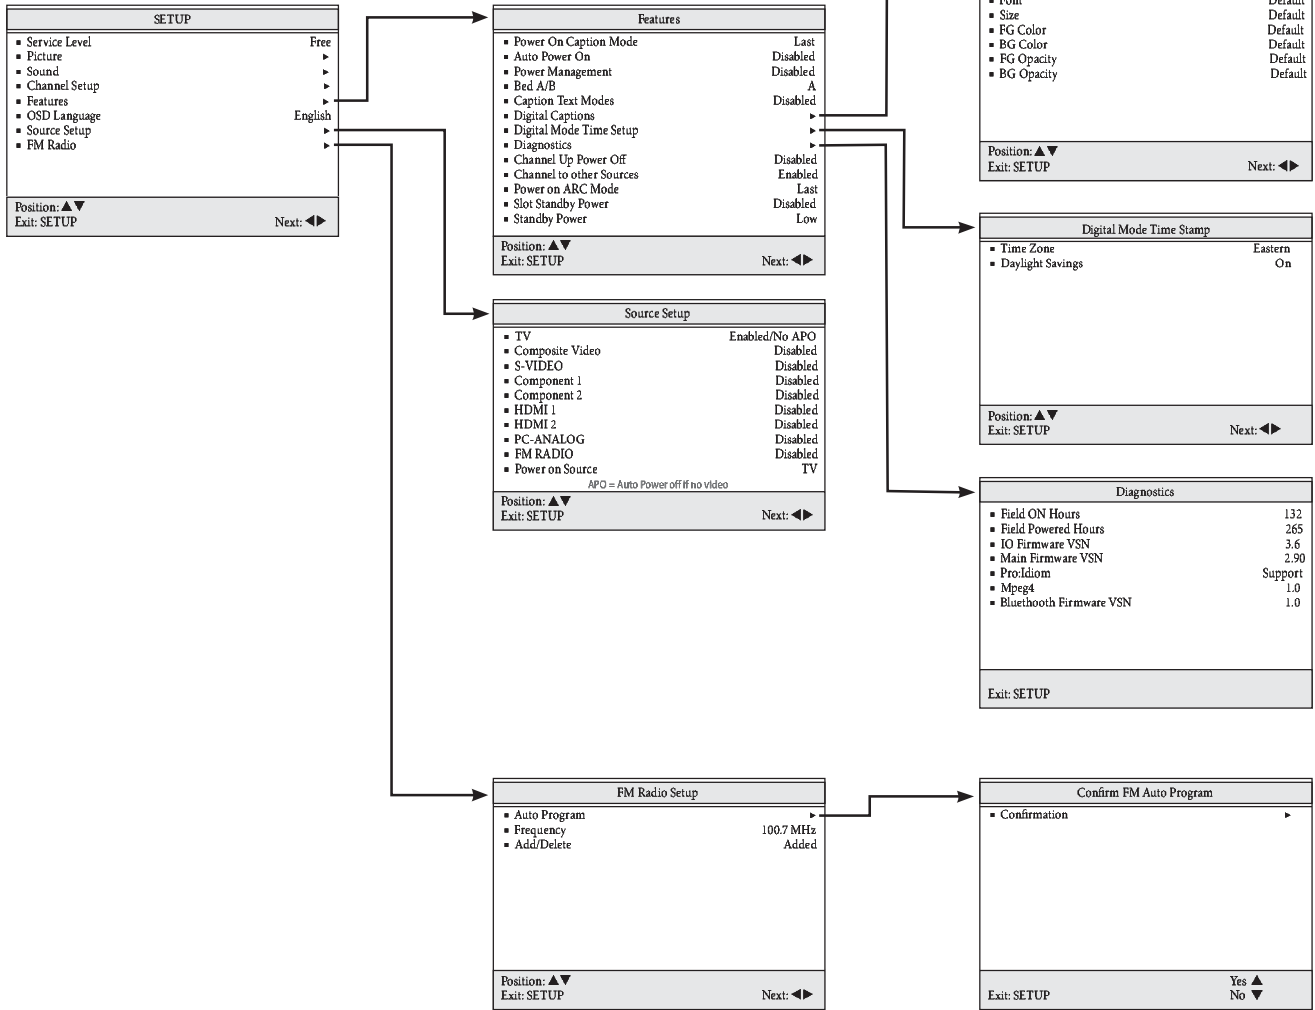 SETUP
▪ Service Level Free
▪ Picture ►
▪ Sound ►
▪ Channel Setup ►
▪ Features ►
▪ OSD Language English
▪ Source Setup ►
▪ FM Radio ►
Position: ▲▼
Exit: SETUP Next: ◄►
Features
▪ Power On Caption Mode Last
▪ Auto Power On Disabled
▪ Power Management Disabled
▪ Bed A/B A
▪ Caption Text Modes Disabled
▪ Digital Captions ►
▪ Digital Mode Time Setup ►
▪ Diagnostics ►
▪ Channel Up Power Off Disabled
▪ Channel to other Sources Enabled
▪ Power on ARC Mode Last
▪ Slot Standby Power Disabled
▪ Standby Power Low
Position: ▲▼
Exit: SETUP Next: ◄►
▪ Font Default
▪ Size Default
▪ FG Color Default
▪ BG Color Default
▪ FG Opacity Default
▪ BG Opacity Default
Position: ▲▼
Exit: SETUP Next: ◄►
Digital Mode Time Stamp
▪ Time Zone Eastern
▪ Daylight Savings On
Position: ▲▼
Exit: SETUP Next: ◄►
Source Setup
▪ TV Enabled/No APO
▪ Composite Video Disabled
▪ S-VIDEO Disabled
▪ Component 1 Disabled
▪ Component 2 Disabled
▪ HDMI 1 Disabled
▪ HDMI 2 Disabled
▪ PC-ANALOG Disabled
▪ FM RADIO Disabled
▪ Power on Source TV
APO = Auto Power off if no video
Position: ▲▼
Exit: SETUP Next: ◄►
Diagnostics
▪ Field ON Hours 132
▪ Field Powered Hours 265
▪ IO Firmware VSN 3.6
▪ Main Firmware VSN 2.90
▪ Pro:Idiom Support
▪ Mpeg4 1.0
▪ Bluethooth Firmware VSN 1.0
Exit: SETUP
FM Radio Setup
▪ Auto Program ►
▪ Frequency 100.7 MHz
▪ Add/Delete Added
Position: ▲▼
Exit: SETUP Next: ◄►
Confirm FM Auto Program
▪ Confirmation ►
Yes ▲
Exit: SETUP No ▼